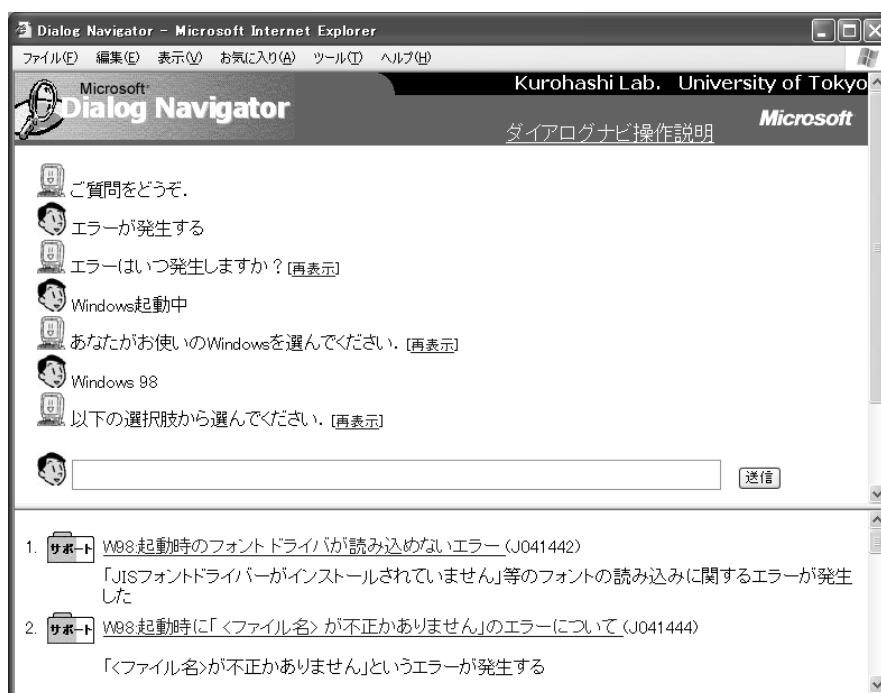 Dialog Navigator - Microsoft Internet Explorer
ファイル(F) 編集(E) 表示(V) お気に入り(A) ツール(T) ヘルプ(H)
Kurohashi Lab. University of Tokyo
Microsoft
Dialog Navigator
Microsoft
ダイアログナビ操作説明
ご質問をどうぞ.
エラーが発生する
エラーはいつ発生しますか？[再表示]
Windows起動中
あなたがお使いのWindowsを選んでください. [再表示]
Windows 98
以下の選択肢から選んでください. [再表示]
送信
1. サポート W98:起動時のフォントドライバが読み込めないエラー (J041442)
「JISフォントドライバーがインストールされていません」等のフォントの読み込みに関するエラーが発生
した
2. サポート W98:起動時に「<ファイル名> が不正かありません」のエラーについて (J041444)
「<ファイル名>が不正かありません」というエラーが発生する